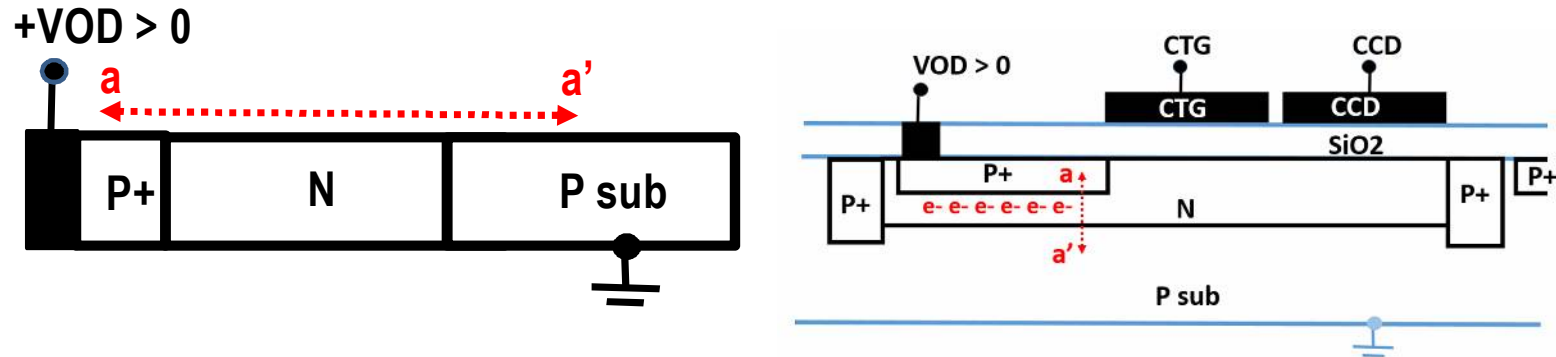 +VOD > 0
a a’
P+ N P sub
CTG CCD
VOD > 0
CTG CCD
SiO2
P+ a P+
P+ e- e- e- e- e- e- N P+
a’
P sub